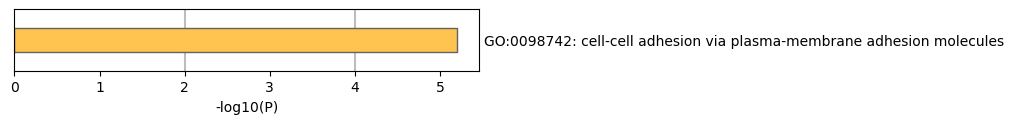 GO:0098742: cell-cell adhesion via plasma-membrane adhesion molecules
0 1 2 3 4 5
-log10(P)